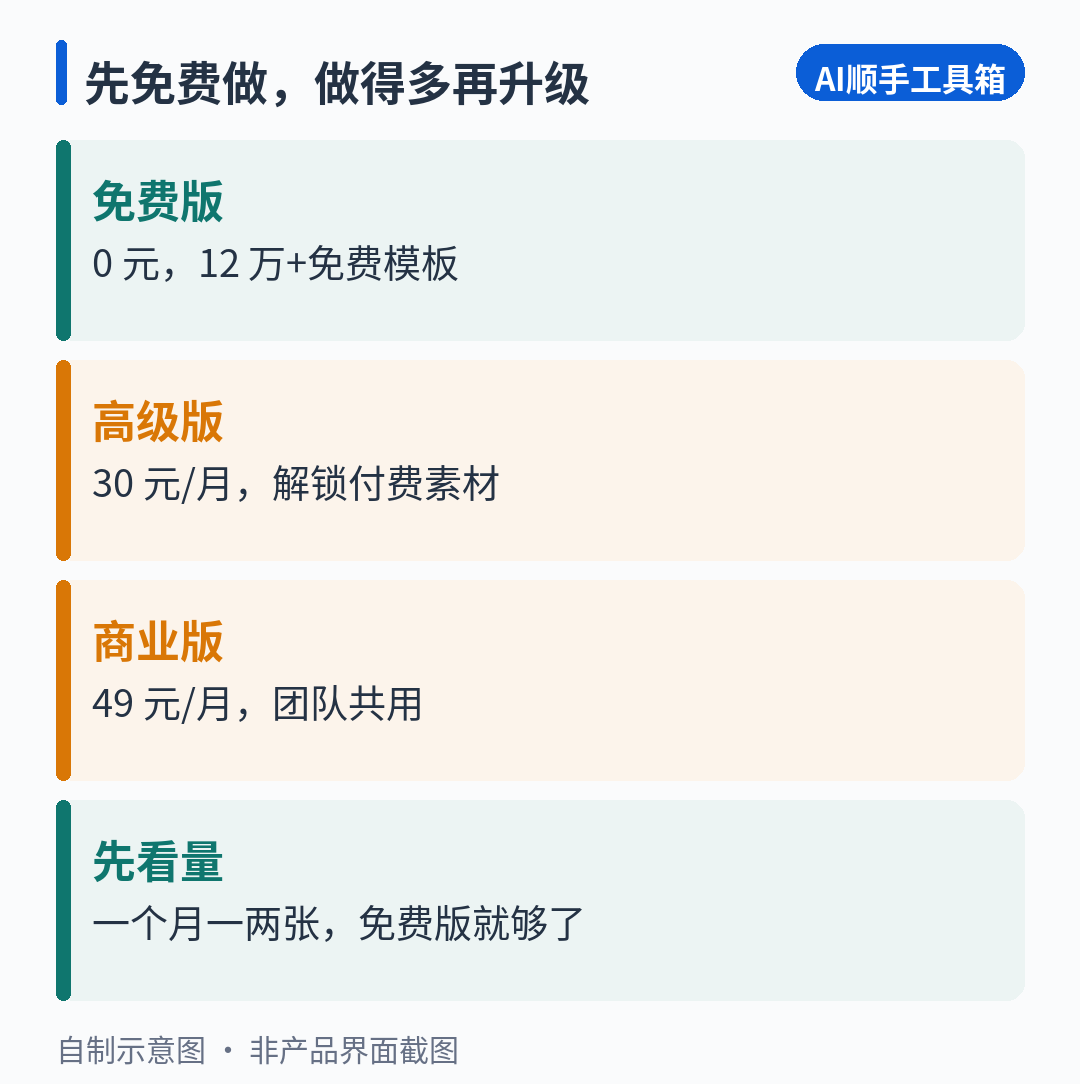 先免费做，做得多再升级
AI顺手工具箱
免费版
0 元，12 万+免费模板
高级版
30 元/月，解锁付费素材
商业版
49 元/月，团队共用
先看量
一个月一两张，免费版就够了
自制示意图 · 非产品界面截图